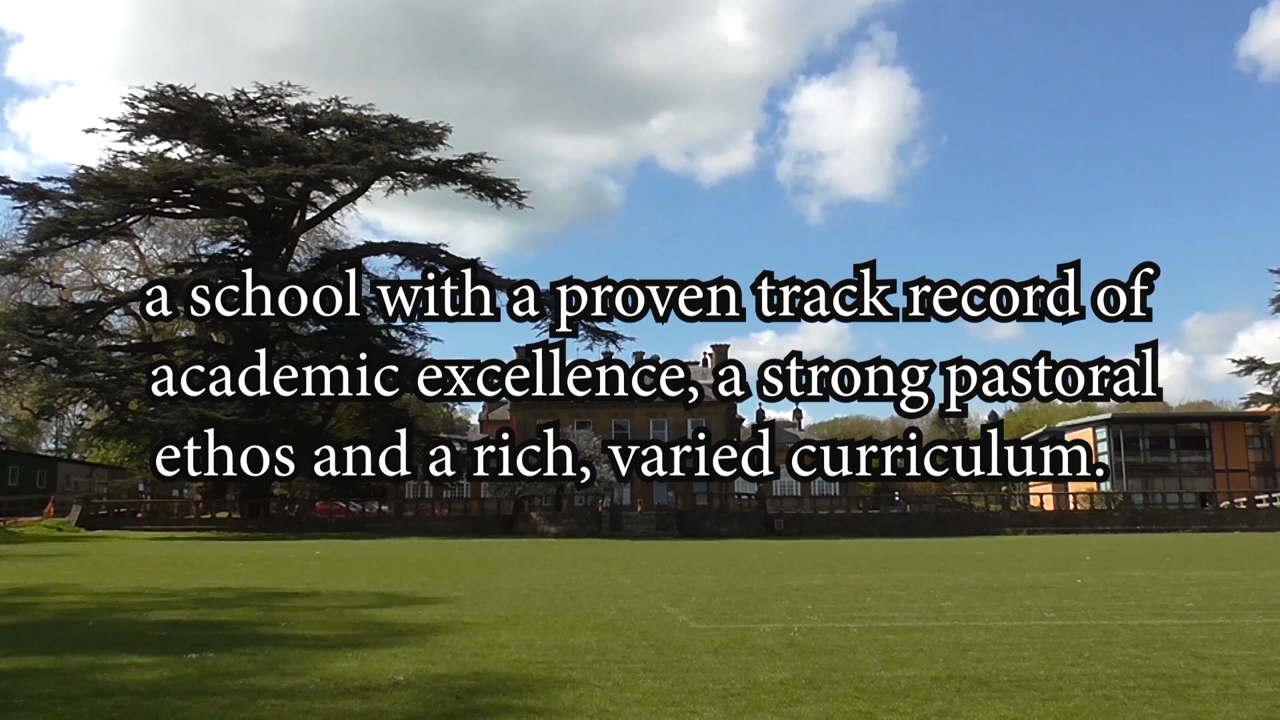 a school with a proven track record of
academic excellence, a strong pastoral
ethos and a rich, varied curriculum.